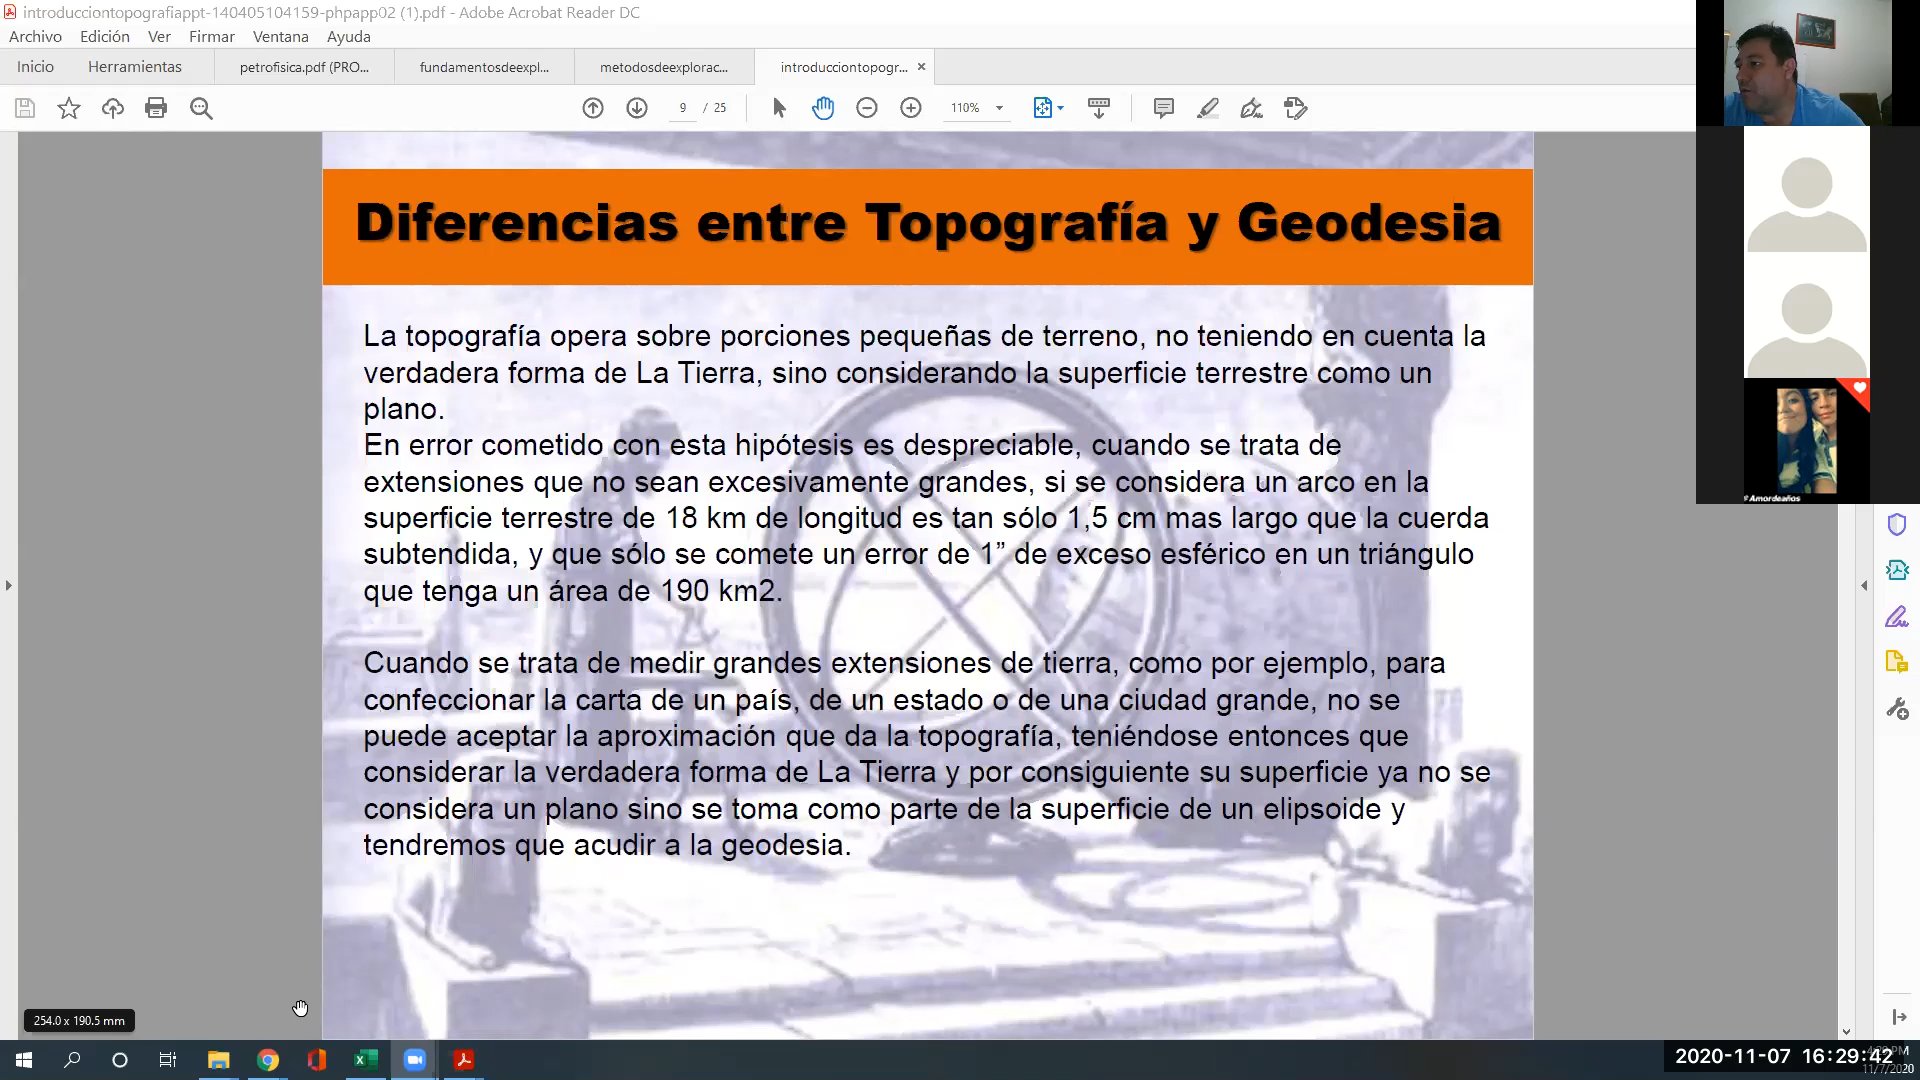 introducciontopografiappt-140405104159-phpapp02 (1).pdf - Adobe Acrobat Reader DC
Archivo Edición Ver Firmar Ventana Ayuda
Inicio Herramientas petrofisica.pdf (PRO... fundamentosdeexpl... metodosdeexplorac... introducciontopogr...
9 / 25 110%
Diferencias entre Topografía y Geodesia
La topografía opera sobre porciones pequeñas de terreno, no teniendo en cuenta la
verdadera forma de La Tierra, sino considerando la superficie terrestre como un
plano.
En error cometido con esta hipótesis es despreciable, cuando se trata de
extensiones que no sean excesivamente grandes, si se considera un arco en la
superficie terrestre de 18 km de longitud es tan sólo 1,5 cm mas largo que la cuerda
subtendida, y que sólo se comete un error de 1” de exceso esférico en un triángulo
que tenga un área de 190 km2.
Cuando se trata de medir grandes extensiones de tierra, como por ejemplo, para
confeccionar la carta de un país, de un estado o de una ciudad grande, no se
puede aceptar la aproximación que da la topografía, teniéndose entonces que
considerar la verdadera forma de La Tierra y por consiguiente su superficie ya no se
considera un plano sino se toma como parte de la superficie de un elipsoide y
tendremos que acudir a la geodesia.
Amordeaños
254.0 x 190.5 mm
2020-11-07 16:29:42
11/7/2020